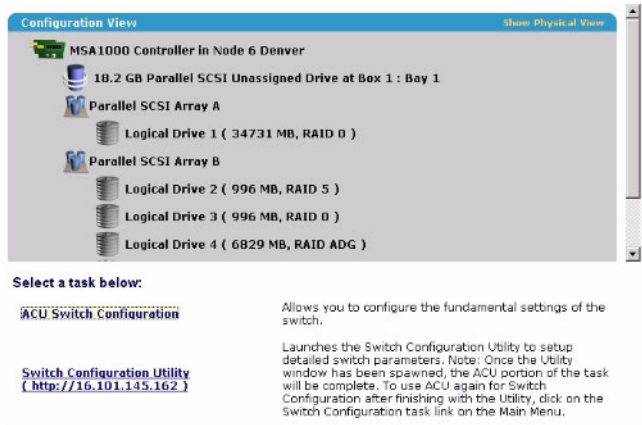 Configuration View
Show Physical View
MSA1000 Controller in Node 6 Denver
18.2 GB Parallel SCSI Unassigned Drive at Box 1 : Bay 1
Parallel SCSI Array A
Logical Drive 1 ( 34731 MB, RAID 0 )
Parallel SCSI Array B
Logical Drive 2 ( 996 MB, RAID 5 )
Logical Drive 3 ( 996 MB, RAID 0 )
Logical Drive 4 ( 6829 MB, RAID ADG )
Select a task below:
ACU Switch Configuration
Allows you to configure the fundamental settings of the
switch.
Switch Configuration Utility
( http://16.101.145.162 )
Launches the Switch Configuration Utility to setup
detailed switch parameters. Note: Once the Utility
window has been spawned, the ACU portion of the task
will be complete. To use ACU again for Switch
Configuration after finishing with the Utility, click on the
Switch Configuration task link on the Main Menu.